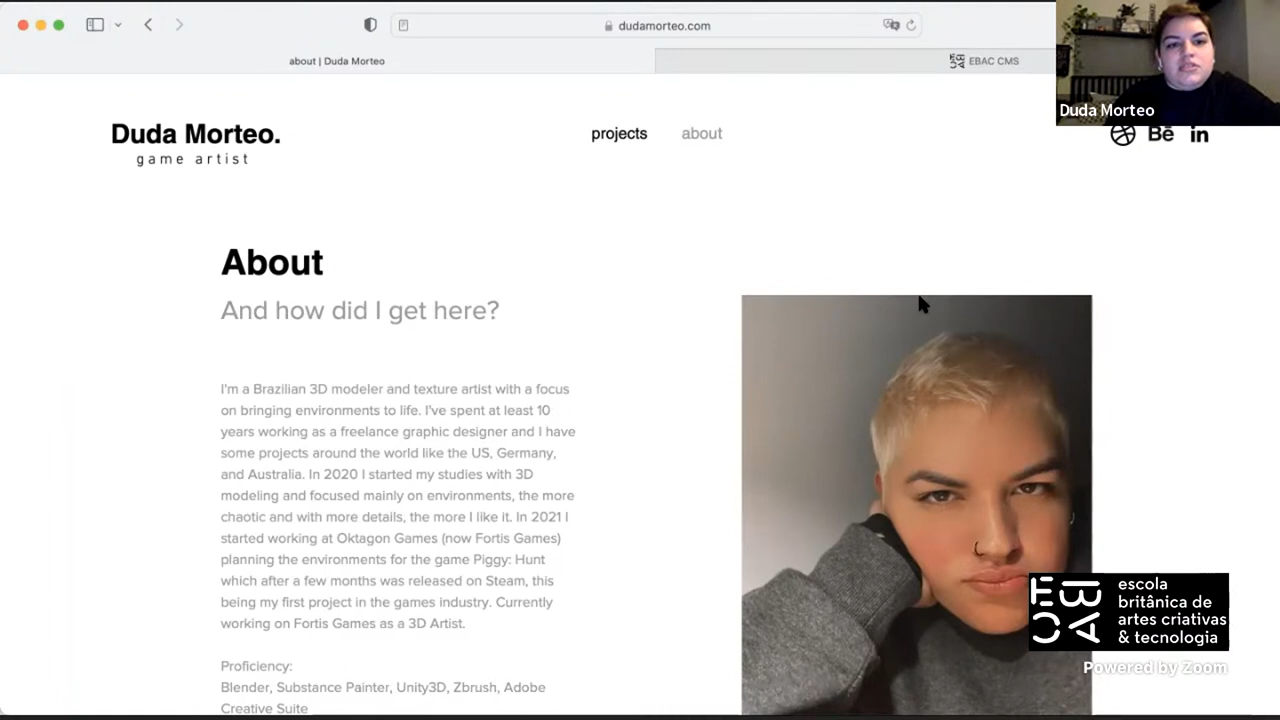 dudamorteo.com
about | Duda Morteo
EBAC CMS
Duda Morteo
Duda Morteo.
game artist
projects
about
Bē
in
About
And how did I get here?
I'm a Brazilian 3D modeler and texture artist with a focus
on bringing environments to life. I've spent at least 10
years working as a freelance graphic designer and I have
some projects around the world like the US, Germany,
and Australia. In 2020 I started my studies with 3D
modeling and focused mainly on environments, the more
chaotic and with more details, the more I like it. In 2021 I
started working at Oktagon Games (now Fortis Games)
planning the environments for the game Piggy: Hunt
which after a few months was released on Steam, this
being my first project in the games industry. Currently
working on Fortis Games as a 3D Artist.
Proficiency:
Blender, Substance Painter, Unity3D, Zbrush, Adobe
Creative Suite
EBAC
escola
britânica de
artes criativas
& tecnologia
Powered by Zoom